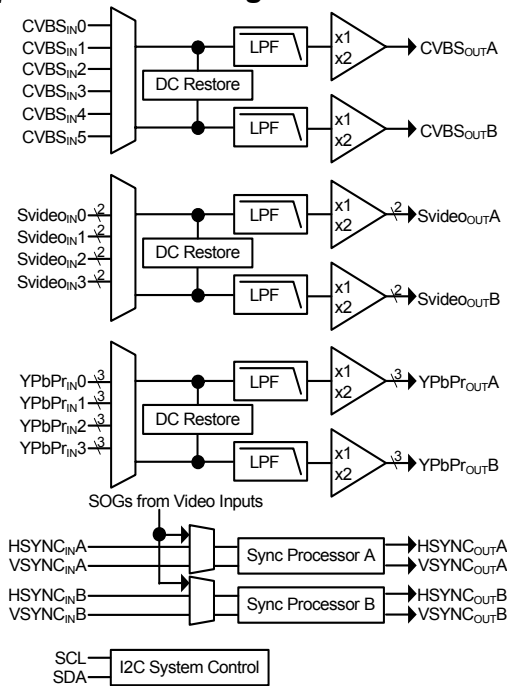 CVBSIN0
CVBSIN1
CVBSIN2
CVBSIN3
CVBSIN4
CVBSIN5
LPF
x1
x2
CVBSOUTA
DC Restore
LPF
x1
x2
CVBSOUTB
SvideoIN0
SvideoIN1
SvideoIN2
SvideoIN3
2
2
2
2
LPF
x1
x2
2
SvideoOUTA
DC Restore
LPF
x1
x2
2
SvideoOUTB
YPbPrIN0
YPbPrIN1
YPbPrIN2
YPbPrIN3
3
3
3
3
LPF
x1
x2
3
YPbPrOUTA
DC Restore
LPF
x1
x2
3
YPbPrOUTB
SOGs from Video Inputs
HSYNCINA
VSYNCINA
Sync Processor A
HSYNCOUTA
VSYNCOUTA
HSYNCINB
VSYNCINB
Sync Processor B
HSYNCOUTB
VSYNCOUTB
SCL
SDA
I2C System Control